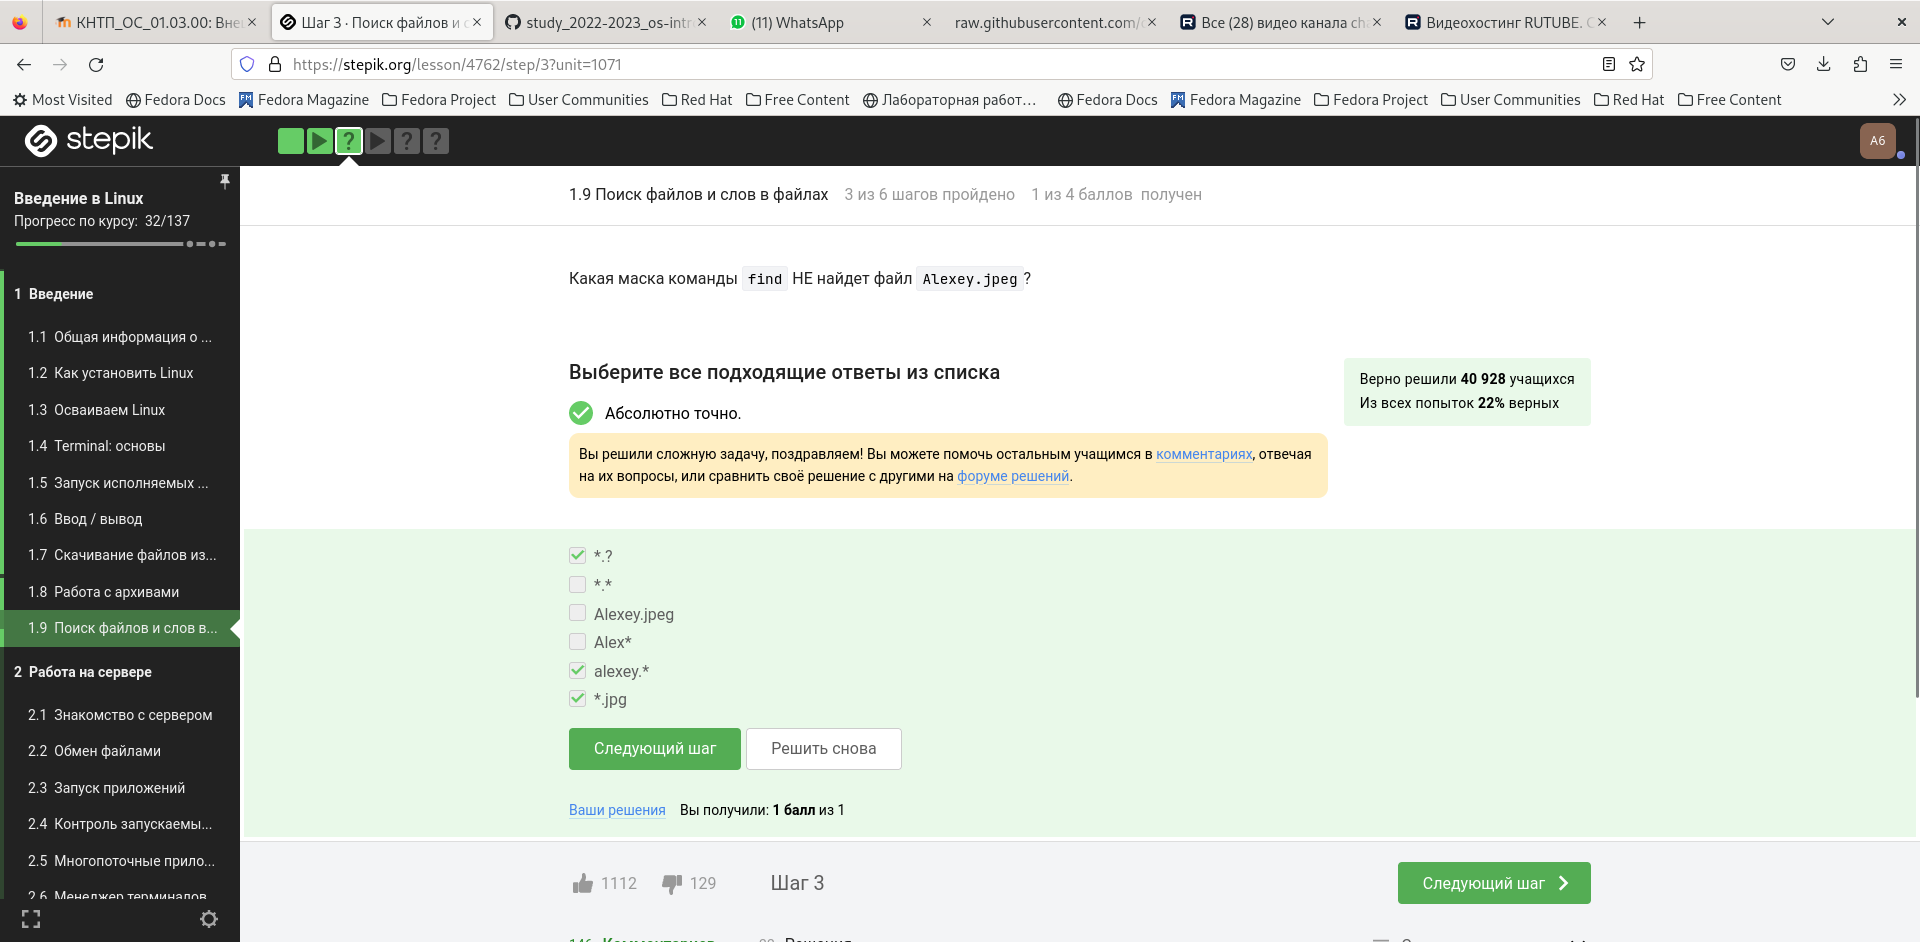 КНТП_ОС_01.03.00: Вне
Шаг 3 · Поиск файлов и с
study_2022-2023_os-intr
(11) WhatsApp
raw.githubusercontent.com/
Все (28) видео канала ch
Видеохостинг RUTUBE. С
https://stepik.org/lesson/4762/step/3?unit=1071
Most Visited
Fedora Docs
Fedora Magazine
Fedora Project
User Communities
Red Hat
Free Content
Лабораторная работ…
Fedora Docs
Fedora Magazine
Fedora Project
User Communities
Red Hat
Free Content
stepik
? ? ?
A6
Введение в Linux
Прогресс по курсу: 32/137
1 Введение
1.1 Общая информация о ...
1.2 Как установить Linux
1.3 Осваиваем Linux
1.4 Terminal: основы
1.5 Запуск исполняемых ...
1.6 Ввод / вывод
1.7 Скачивание файлов из...
1.8 Работа с архивами
1.9 Поиск файлов и слов в...
2 Работа на сервере
2.1 Знакомство с сервером
2.2 Обмен файлами
2.3 Запуск приложений
2.4 Контроль запускаемы...
2.5 Многопоточные прило...
2.6 Менеджер терминалов
1.9 Поиск файлов и слов в файлах 3 из 6 шагов пройдено 1 из 4 баллов получен
Какая маска команды find НЕ найдет файл Alexey.jpeg?
Выберите все подходящие ответы из списка
Верно решили 40 928 учащихся
Из всех попыток 22% верных
Абсолютно точно.
Вы решили сложную задачу, поздравляем! Вы можете помочь остальным учащимся в комментариях, отвечая
на их вопросы, или сравнить своё решение с другими на форуме решений.
*.?
*.*
Alexey.jpeg
Alex*
alexey.*
*.jpg
Следующий шаг
Решить снова
Ваши решения Вы получили: 1 балл из 1
1112 129 Шаг 3
Следующий шаг